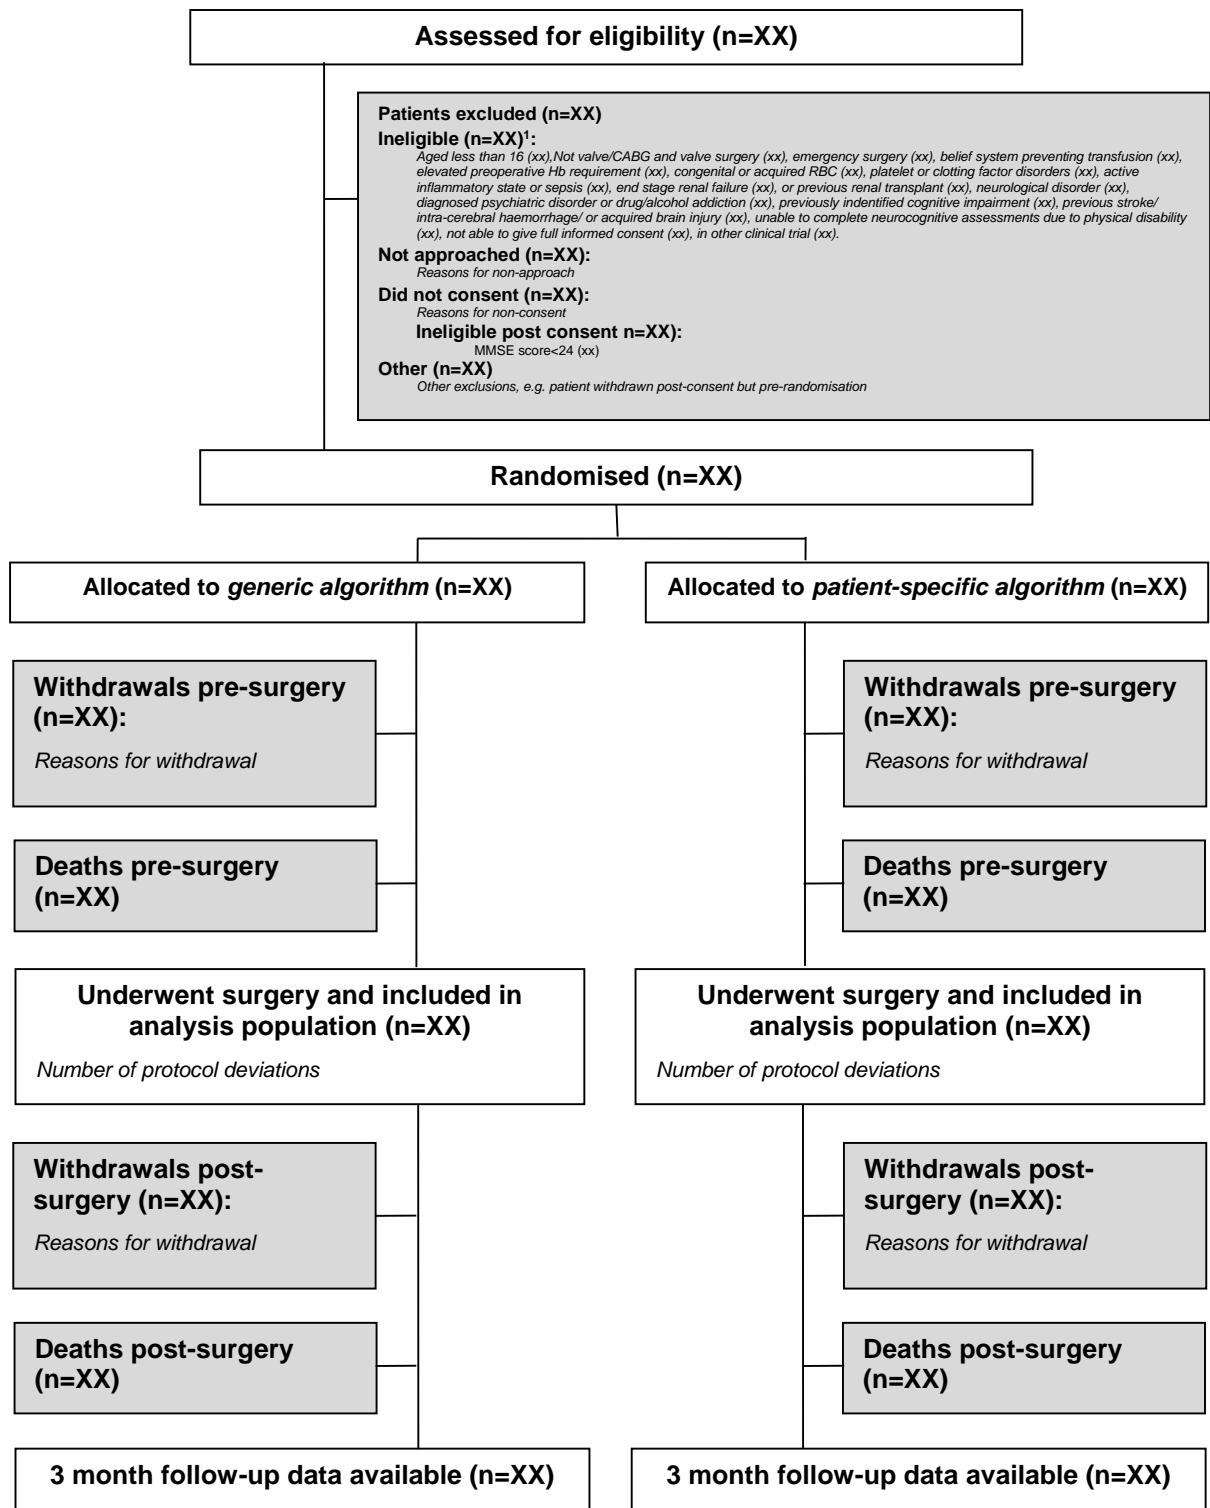 Assessed for eligibility (n=XX)
Patients excluded (n=XX)
Ineligible (n=XX)¹:
Aged less than 16 (xx),Not valve/CABG and valve surgery (xx), emergency surgery (xx), belief system preventing transfusion (xx),
elevated preoperative Hb requirement (xx), congenital or acquired RBC (xx), platelet or clotting factor disorders (xx), active
inflammatory state or sepsis (xx), end stage renal failure (xx), or previous renal transplant (xx), neurological disorder (xx),
diagnosed psychiatric disorder or drug/alcohol addiction (xx), previously indentified cognitive impairment (xx), previous stroke/
intra-cerebral haemorrhage/ or acquired brain injury (xx), unable to complete neurocognitive assessments due to physical disability
(xx), not able to give full informed consent (xx), in other clinical trial (xx).
Not approached (n=XX):
Reasons for non-approach
Did not consent (n=XX):
Reasons for non-consent
Ineligible post consent n=XX):
MMSE score<24 (xx)
Other (n=XX)
Other exclusions, e.g. patient withdrawn post-consent but pre-randomisation
Randomised (n=XX)
Allocated to generic algorithm (n=XX)
Allocated to patient-specific algorithm (n=XX)
Withdrawals pre-surgery
(n=XX):
Reasons for withdrawal
Withdrawals pre-surgery
(n=XX):
Reasons for withdrawal
Deaths pre-surgery
(n=XX)
Deaths pre-surgery
(n=XX)
Underwent surgery and included in
analysis population (n=XX)
Number of protocol deviations
Underwent surgery and included in
analysis population (n=XX)
Number of protocol deviations
Withdrawals post-
surgery (n=XX):
Reasons for withdrawal
Withdrawals post-
surgery (n=XX):
Reasons for withdrawal
Deaths post-surgery
(n=XX)
Deaths post-surgery
(n=XX)
3 month follow-up data available (n=XX)
3 month follow-up data available (n=XX)